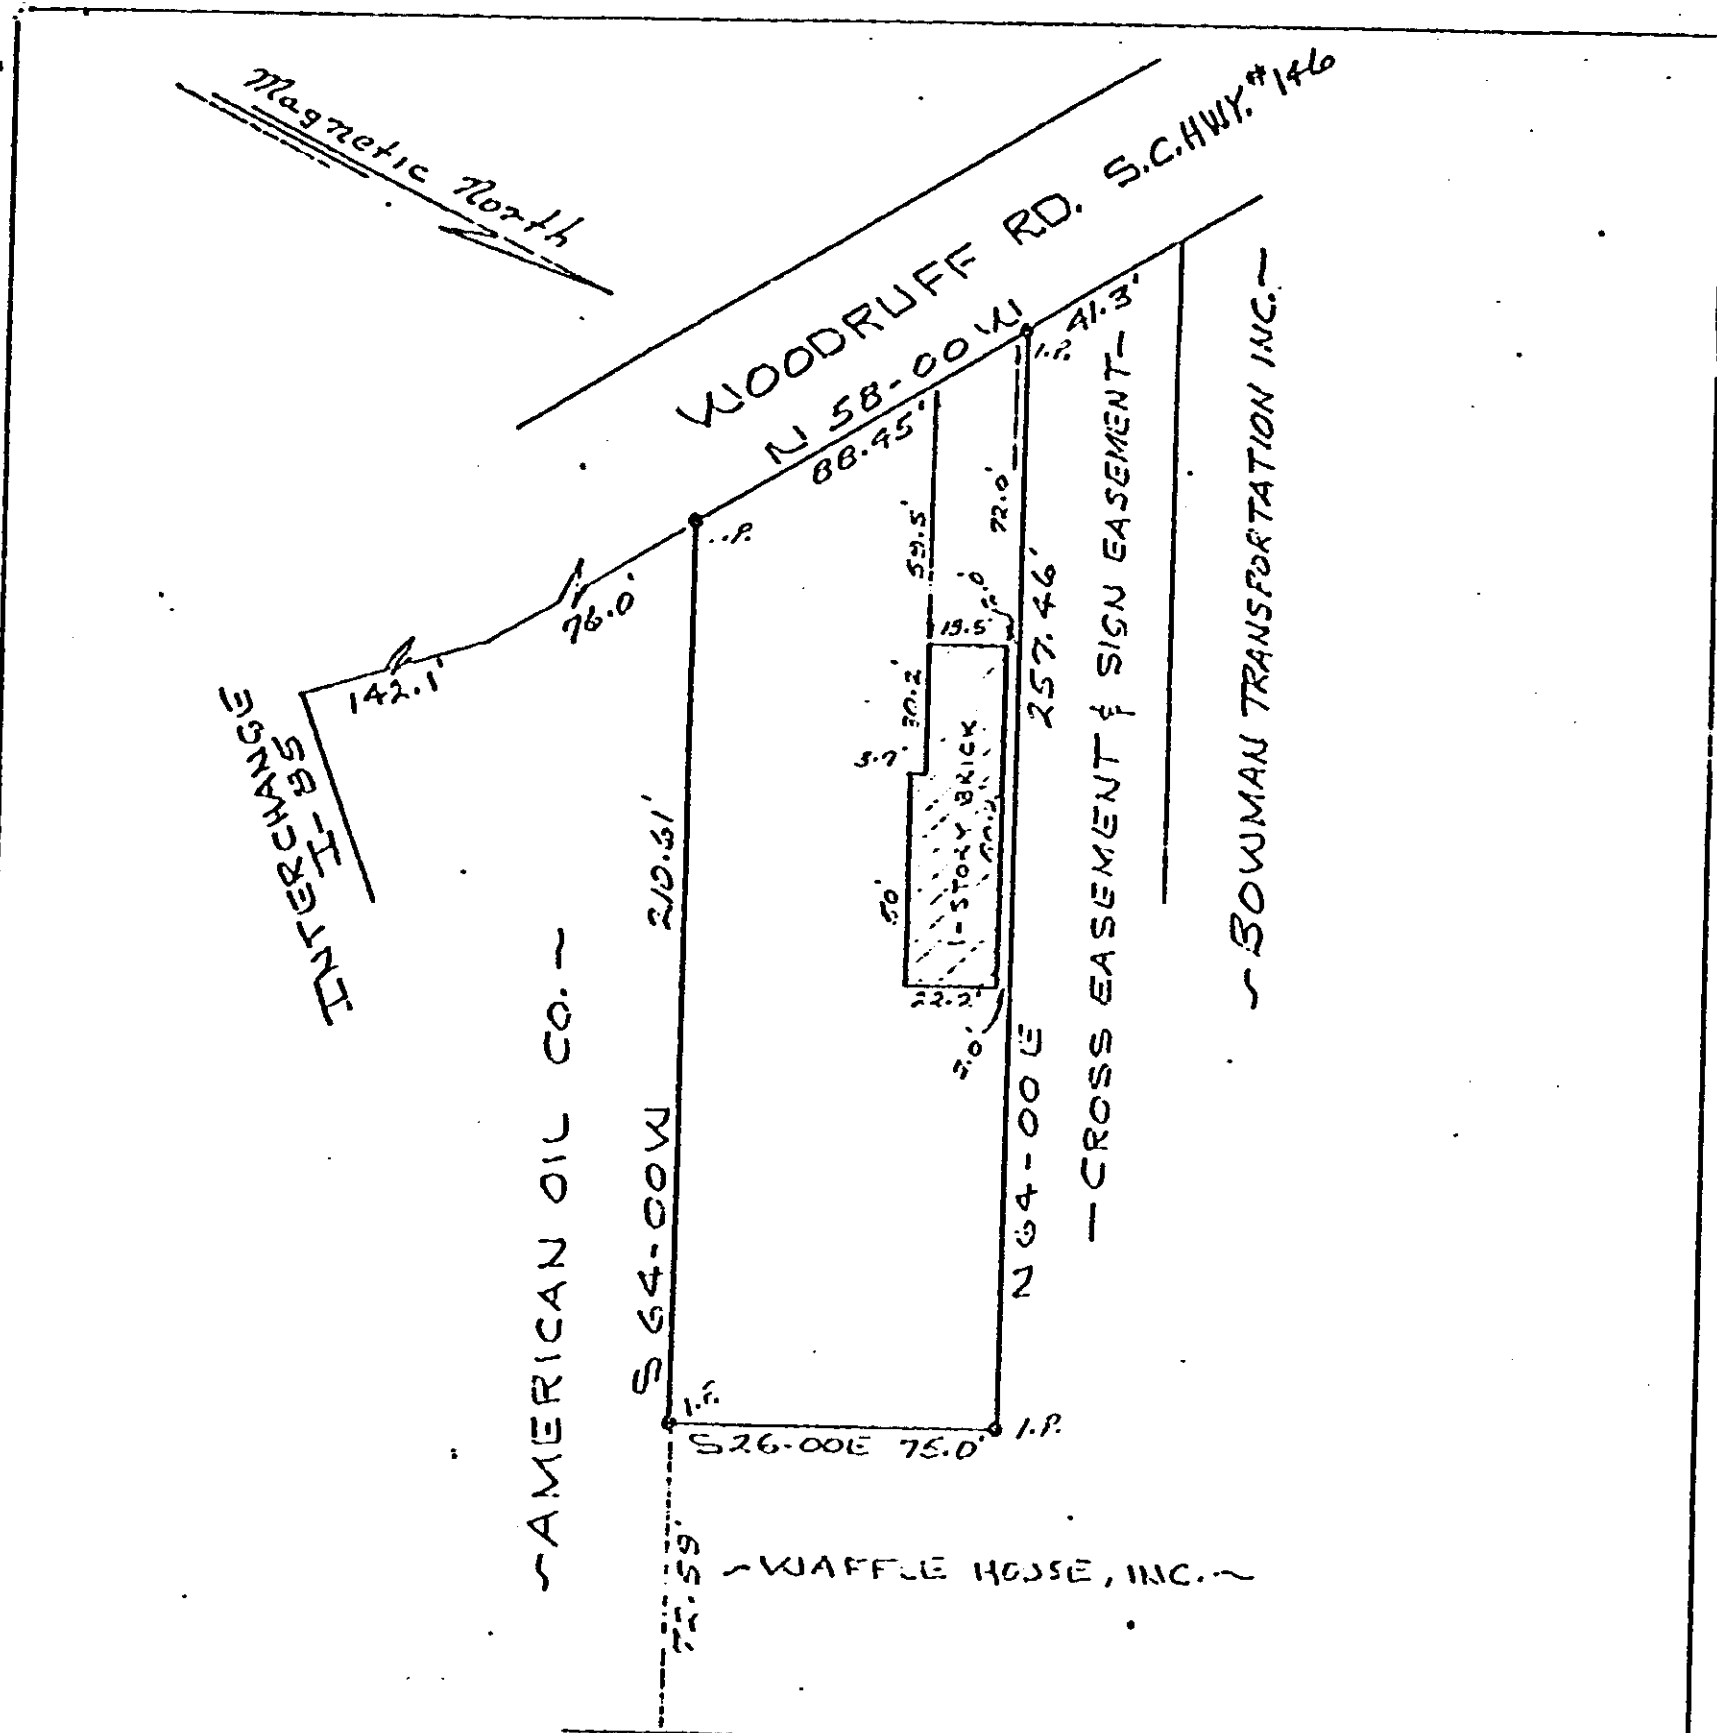 Magnetic North
WOODRUFF RD. S.C. HWY. #146
N 58-00 W
88.45'
41.3'
I.P.
.P.
76.0'
142.1'
INTERCHANGE
I-85
59.5'
72.0'
19.5'
30.2'
3.7'
50'
1-STORY BRICK
22.2'
257.46'
N 64-00 E
210.61'
S 64-00 W
~AMERICAN OIL CO.~
-CROSS EASEMENT & SIGN EASEMENT-
~BOWMAN TRANSPORTATION INC.~
I.P.
S26-00E 75.0'
I.P.
~WAFFLE HOUSE, INC.~